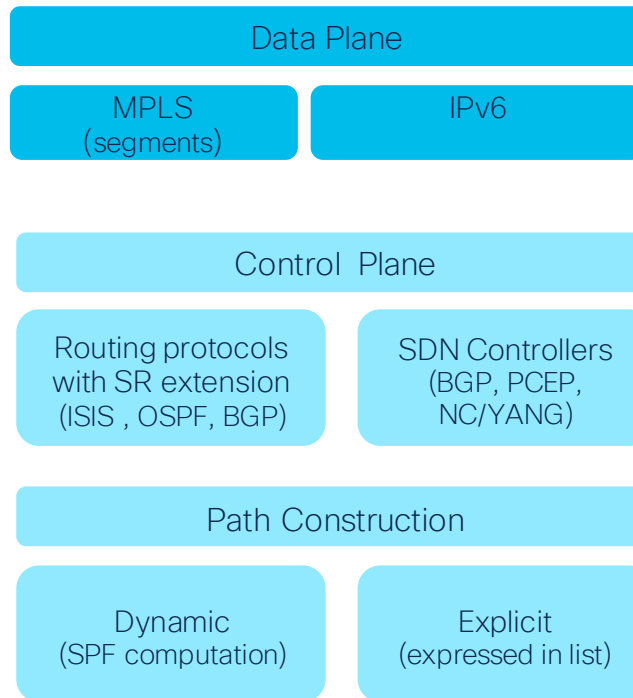 Data Plane
MPLS
(segments)
IPv6
Control Plane
Routing protocols
with SR extension
(ISIS , OSPF, BGP)
SDN Controllers
(BGP, PCEP,
NC/YANG)
Path Construction
Dynamic
(SPF computation)
Explicit
(expressed in list)